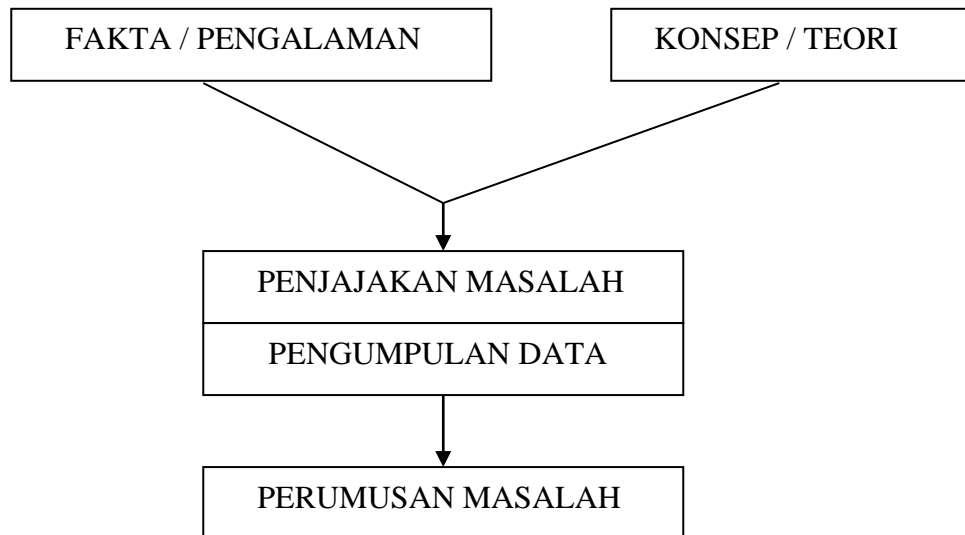 FAKTA / PENGALAMAN
KONSEP / TEORI
PENJAJAKAN MASALAH
PENGUMPULAN DATA
PERUMUSAN MASALAH